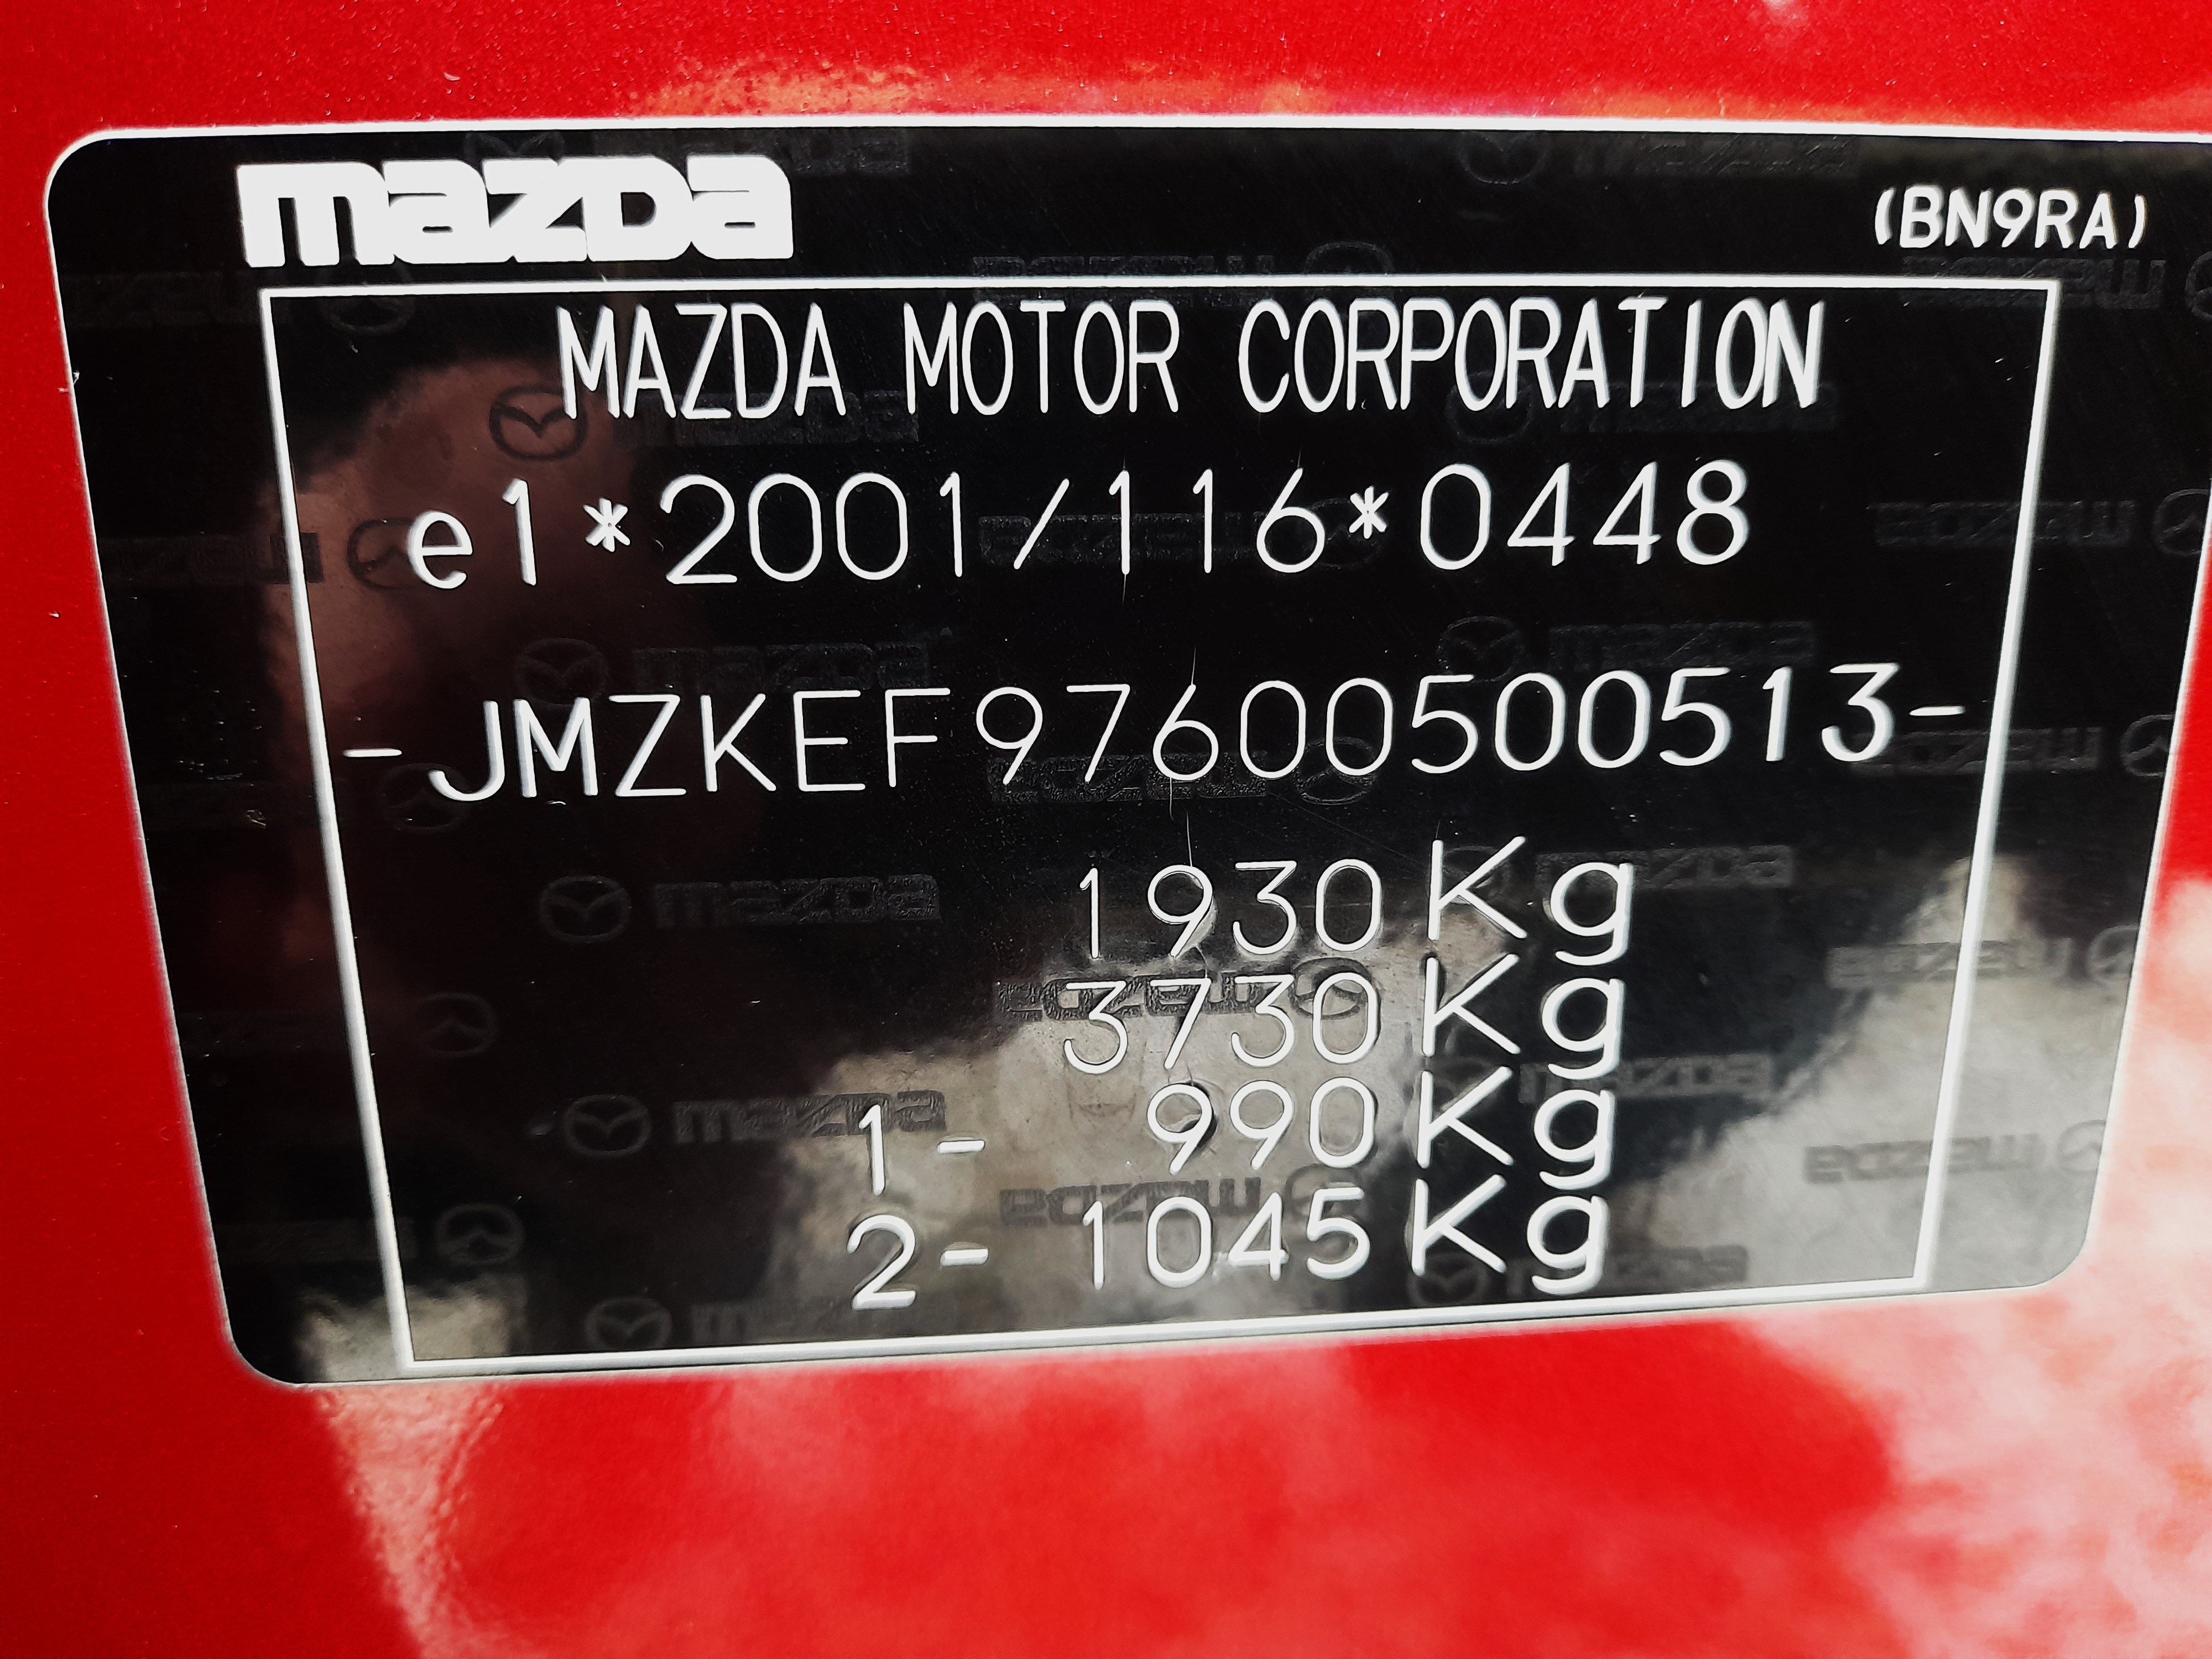 mazda
(BN9RA)
MAZDA MOTOR CORPORATION
e1*2001/116*0448
-JMZKEF97600500513-
1930Kg
3730Kg
1- 990Kg
2- 1045Kg